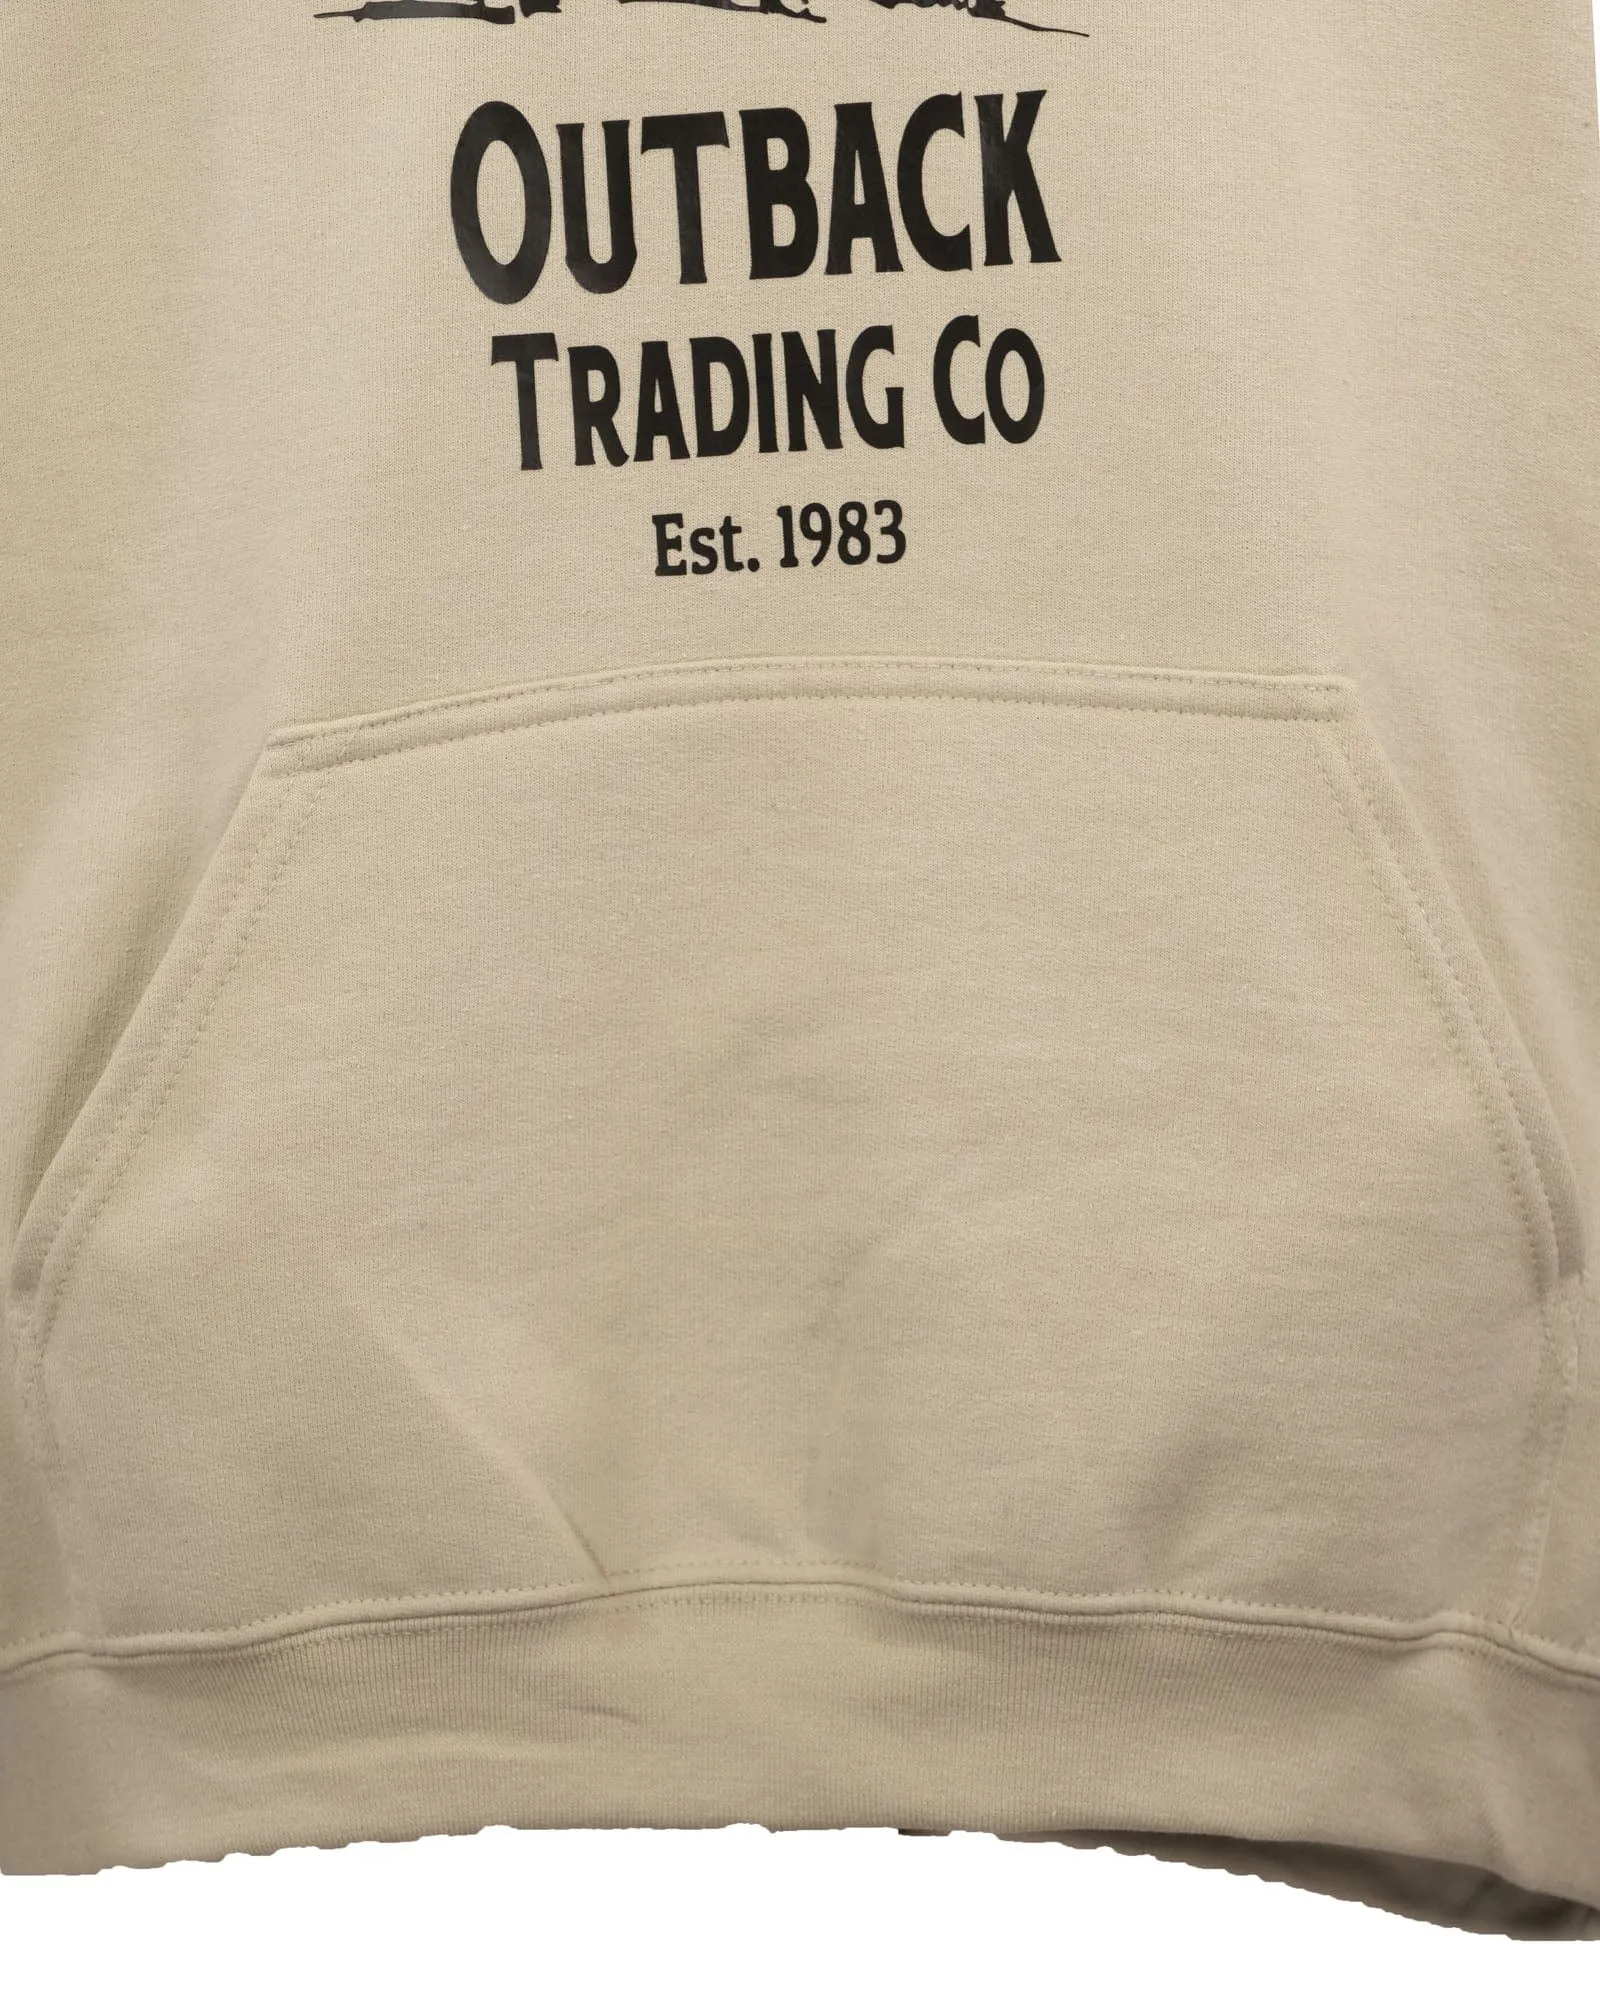 OUTBACK
TRADING CO
Est. 1983